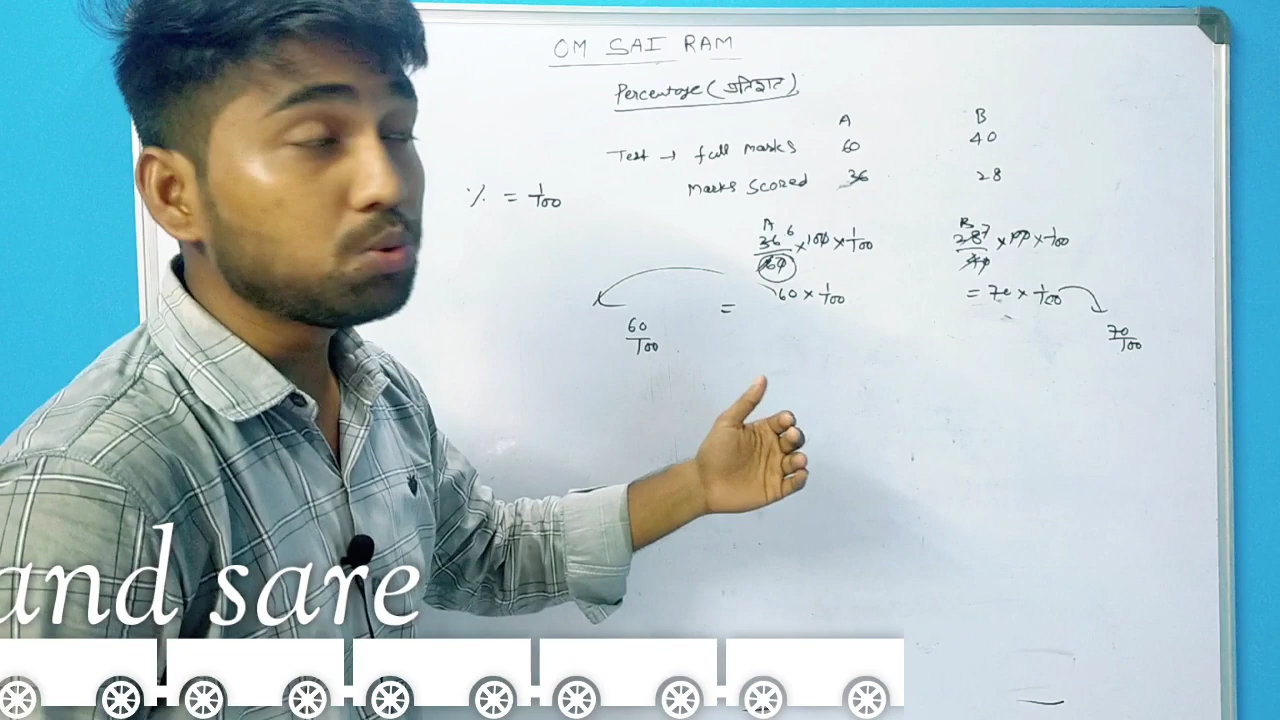 OM SAI RAM
Percentage (प्रतिशत)
A B
Test → full marks 60 40
Marks Scored 36 28
% = 1/100
A B
36 6/60 × 100 × 1/100 28 7/40 × 100 × 1/100
= 60 × 1/100 = 70 × 1/100
60/100 70/100
and sare